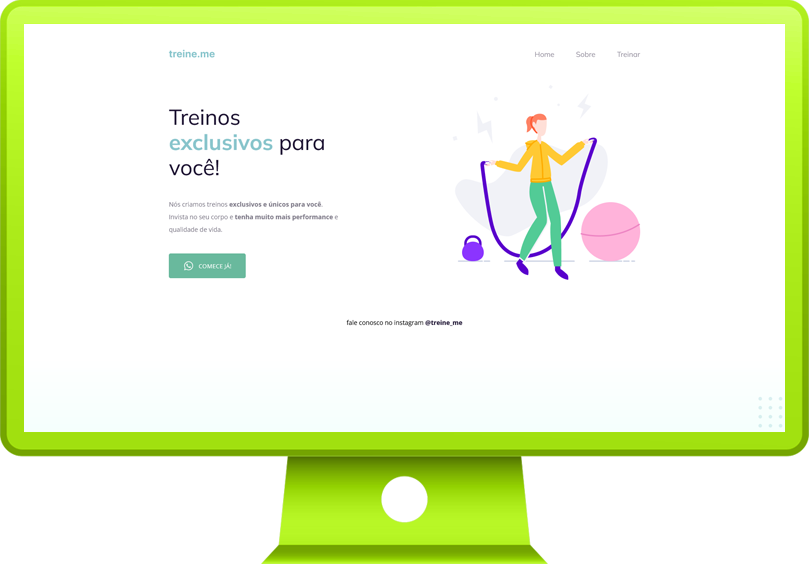 treine.me
Home Sobre Treinar
Treinos
exclusivos para
você!
Nós criamos treinos exclusivos e únicos para você.
Invista no seu corpo e tenha muito mais performance e
qualidade de vida.
COMECE JÁ!
fale conosco no instagram @treine_me